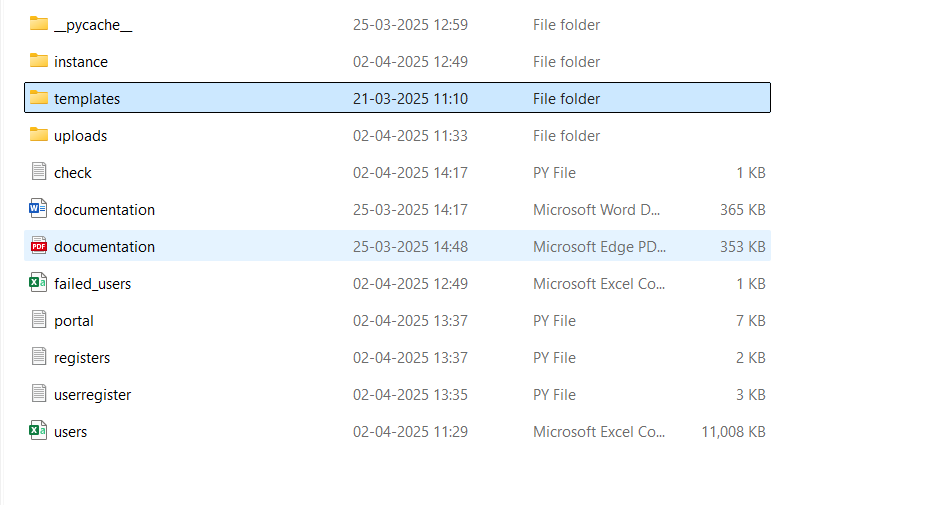 __pycache__ 25-03-2025 12:59 File folder
instance 02-04-2025 12:49 File folder
templates 21-03-2025 11:10 File folder
uploads 02-04-2025 11:33 File folder
check 02-04-2025 14:17 PY File 1 KB
documentation 25-03-2025 14:17 Microsoft Word D... 365 KB
PDF documentation 25-03-2025 14:48 Microsoft Edge PD... 353 KB
failed_users 02-04-2025 12:49 Microsoft Excel Co... 1 KB
portal 02-04-2025 13:37 PY File 7 KB
registers 02-04-2025 13:37 PY File 2 KB
userregister 02-04-2025 13:35 PY File 3 KB
users 02-04-2025 11:29 Microsoft Excel Co... 11,008 KB